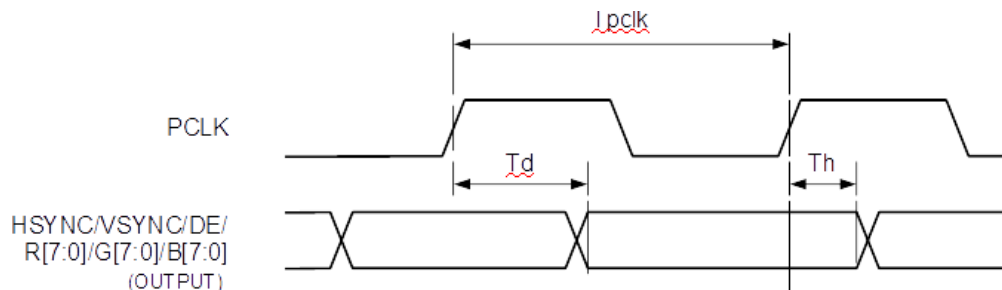 Tpclk
PCLK
Td
Th
HSYNC/VSYNC/DE/
R[7:0]/G[7:0]/B[7:0]
(OUTPUT)